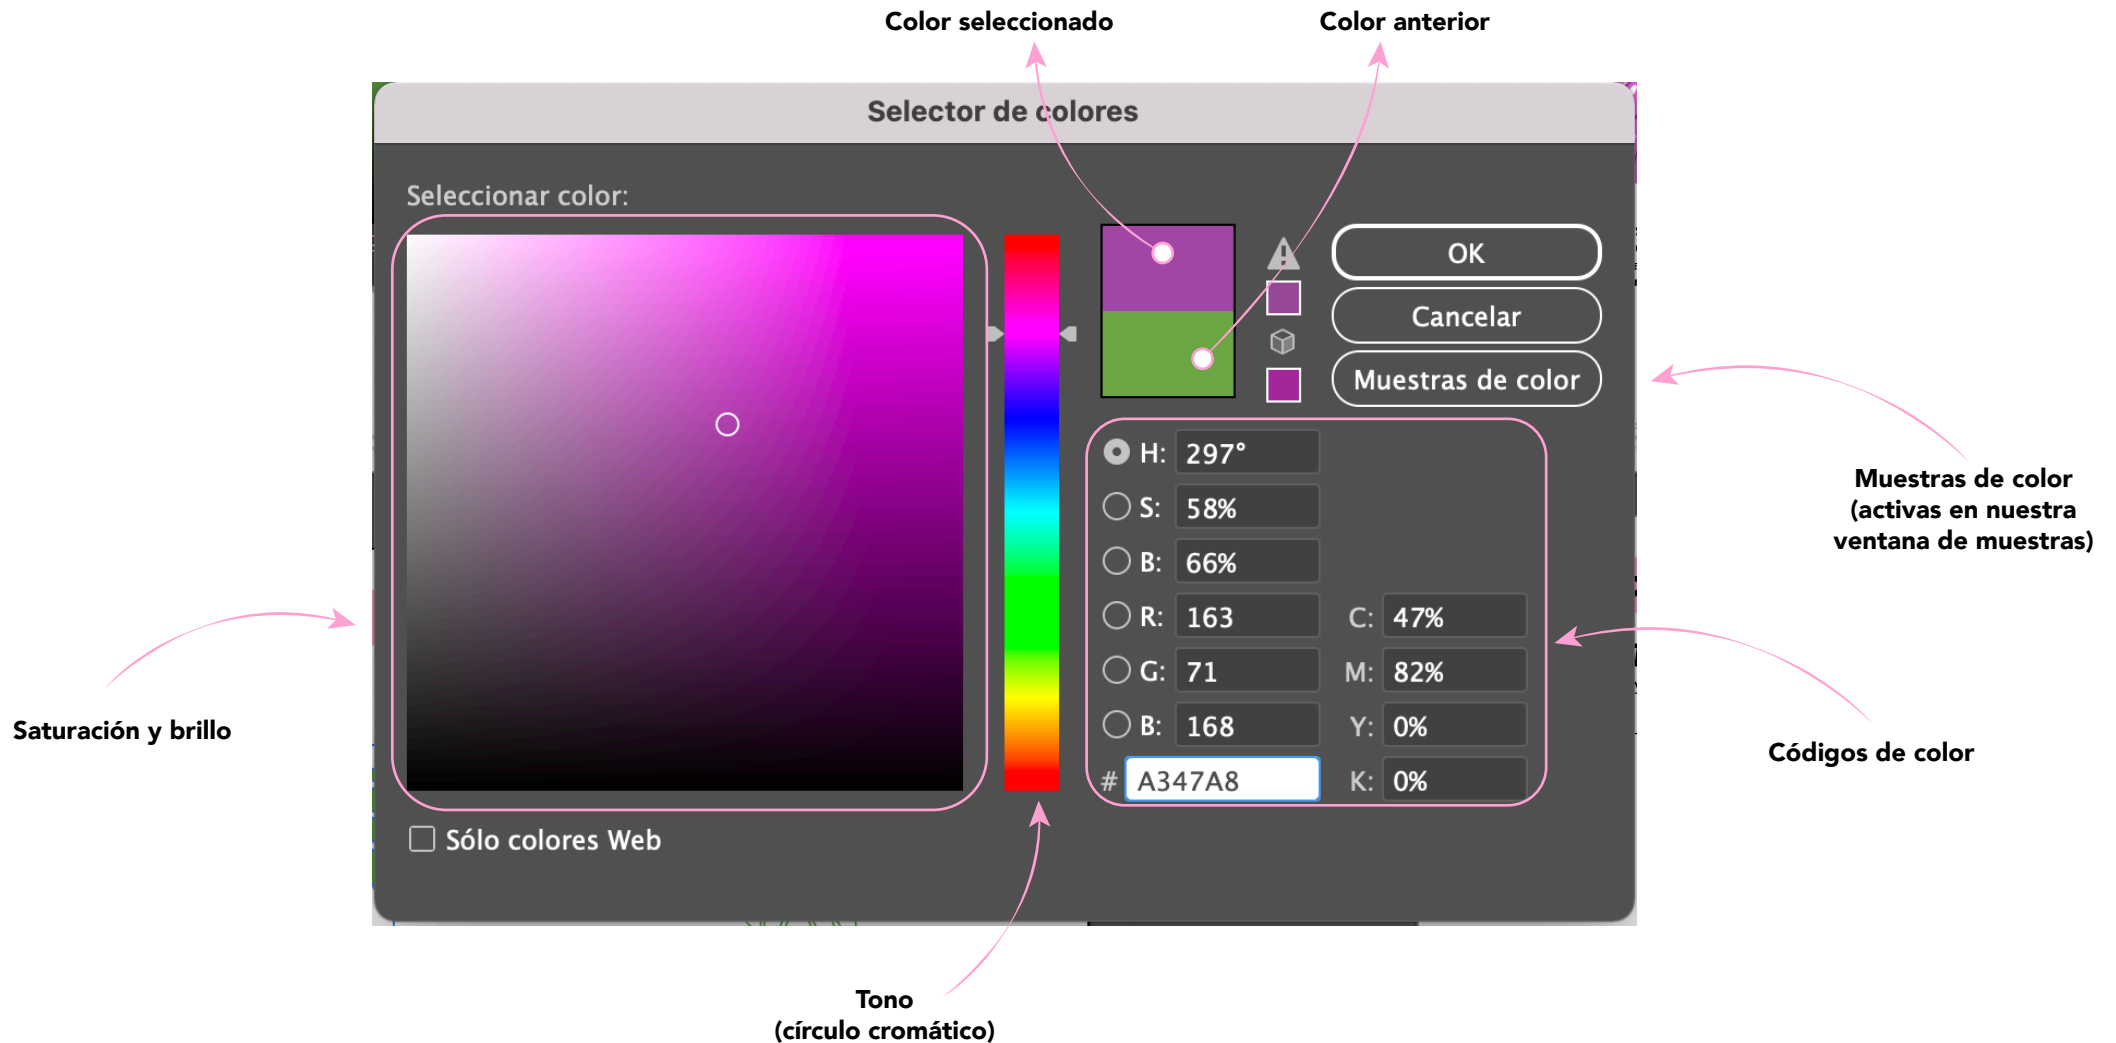 Color seleccionado
Color anterior
Selector de colores
Seleccionar color:
OK
Cancelar
Muestras de color
H: 297°
S: 58%
B: 66%
R: 163
C: 47%
G: 71
M: 82%
B: 168
Y: 0%
# A347A8
K: 0%
Sólo colores Web
Muestras de color
(activas en nuestra
ventana de muestras)
Saturación y brillo
Códigos de color
Tono
(círculo cromático)